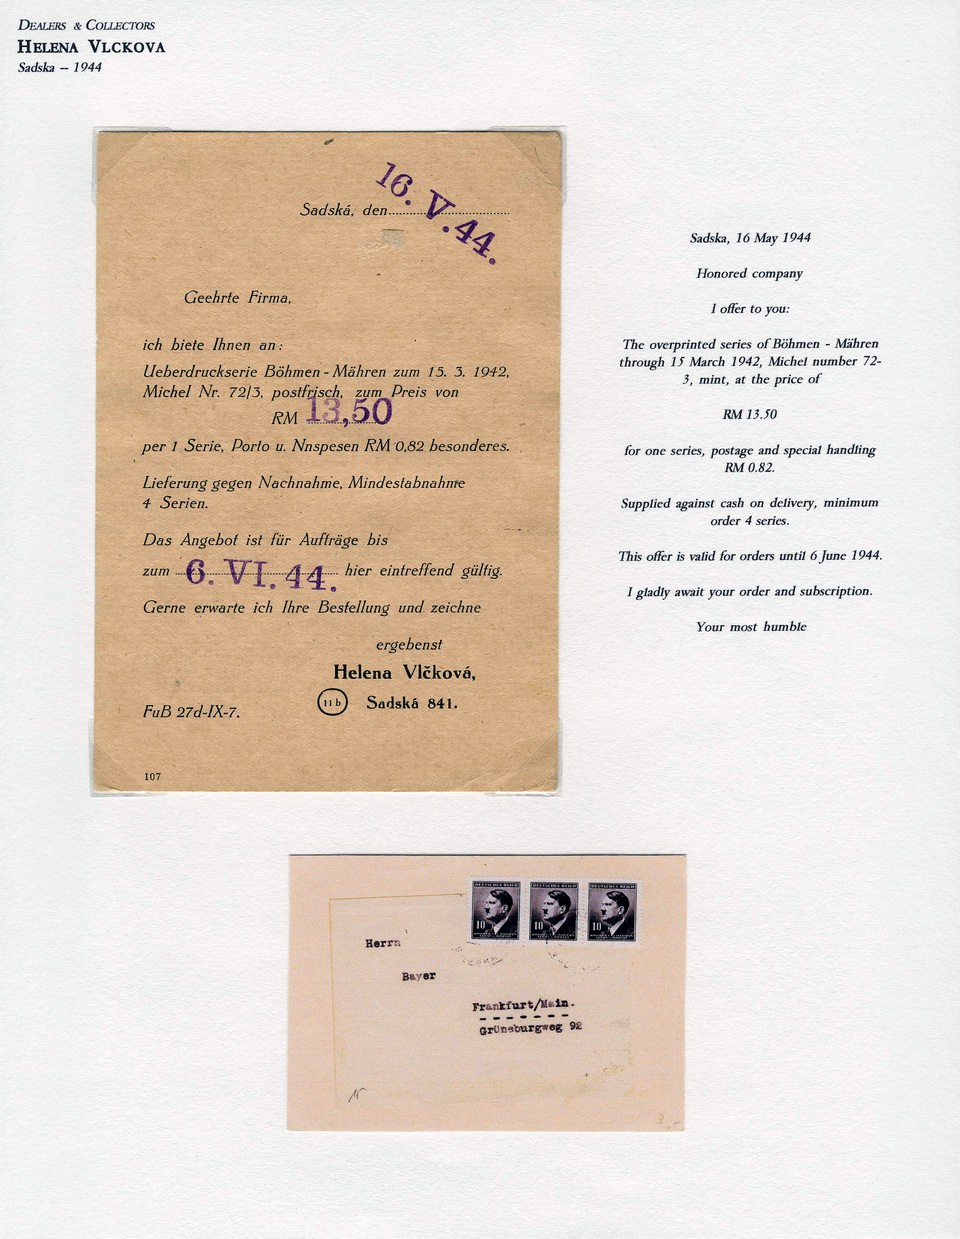 DEALERS & COLLECTORS
HELENA VLCKOVA
Sadska – 1944
16. V. 44.
Sadská, den
Geehrte Firma,
ich biete Ihnen an:
Ueberdruckserie Böhmen - Mähren zum 15. 3. 1942,
Michel Nr. 72/3, postfrisch, zum Preis von
RM 13,50
per 1 Serie, Porto u. Nnspesen RM 0,82 besonderes.
Lieferung gegen Nachnahme, Mindestabnahme
4 Serien.
Das Angebot ist für Aufträge bis
zum 6. VI. 44. hier eintreffend gültig.
Gerne erwarte ich Ihre Bestellung und zeichne
ergebenst
Helena Vlčková,
11 b Sadská 841.
FuB 27d-IX-7.
107
Sadska, 16 May 1944
Honored company
I offer to you:
The overprinted series of Böhmen - Mähren
through 15 March 1942, Michel number 72-
3, mint, at the price of
RM 13.50
for one series, postage and special handling
RM 0.82.
Supplied against cash on delivery, minimum
order 4 series.
This offer is valid for orders until 6 June 1944.
I gladly await your order and subscription.
Your most humble
DEUTSCHES REICH DEUTSCHES REICH DEUTSCHES REICH
10 10 10
Herrn
Bayer
Frankfurt/Main.
Grüneburgweg 92